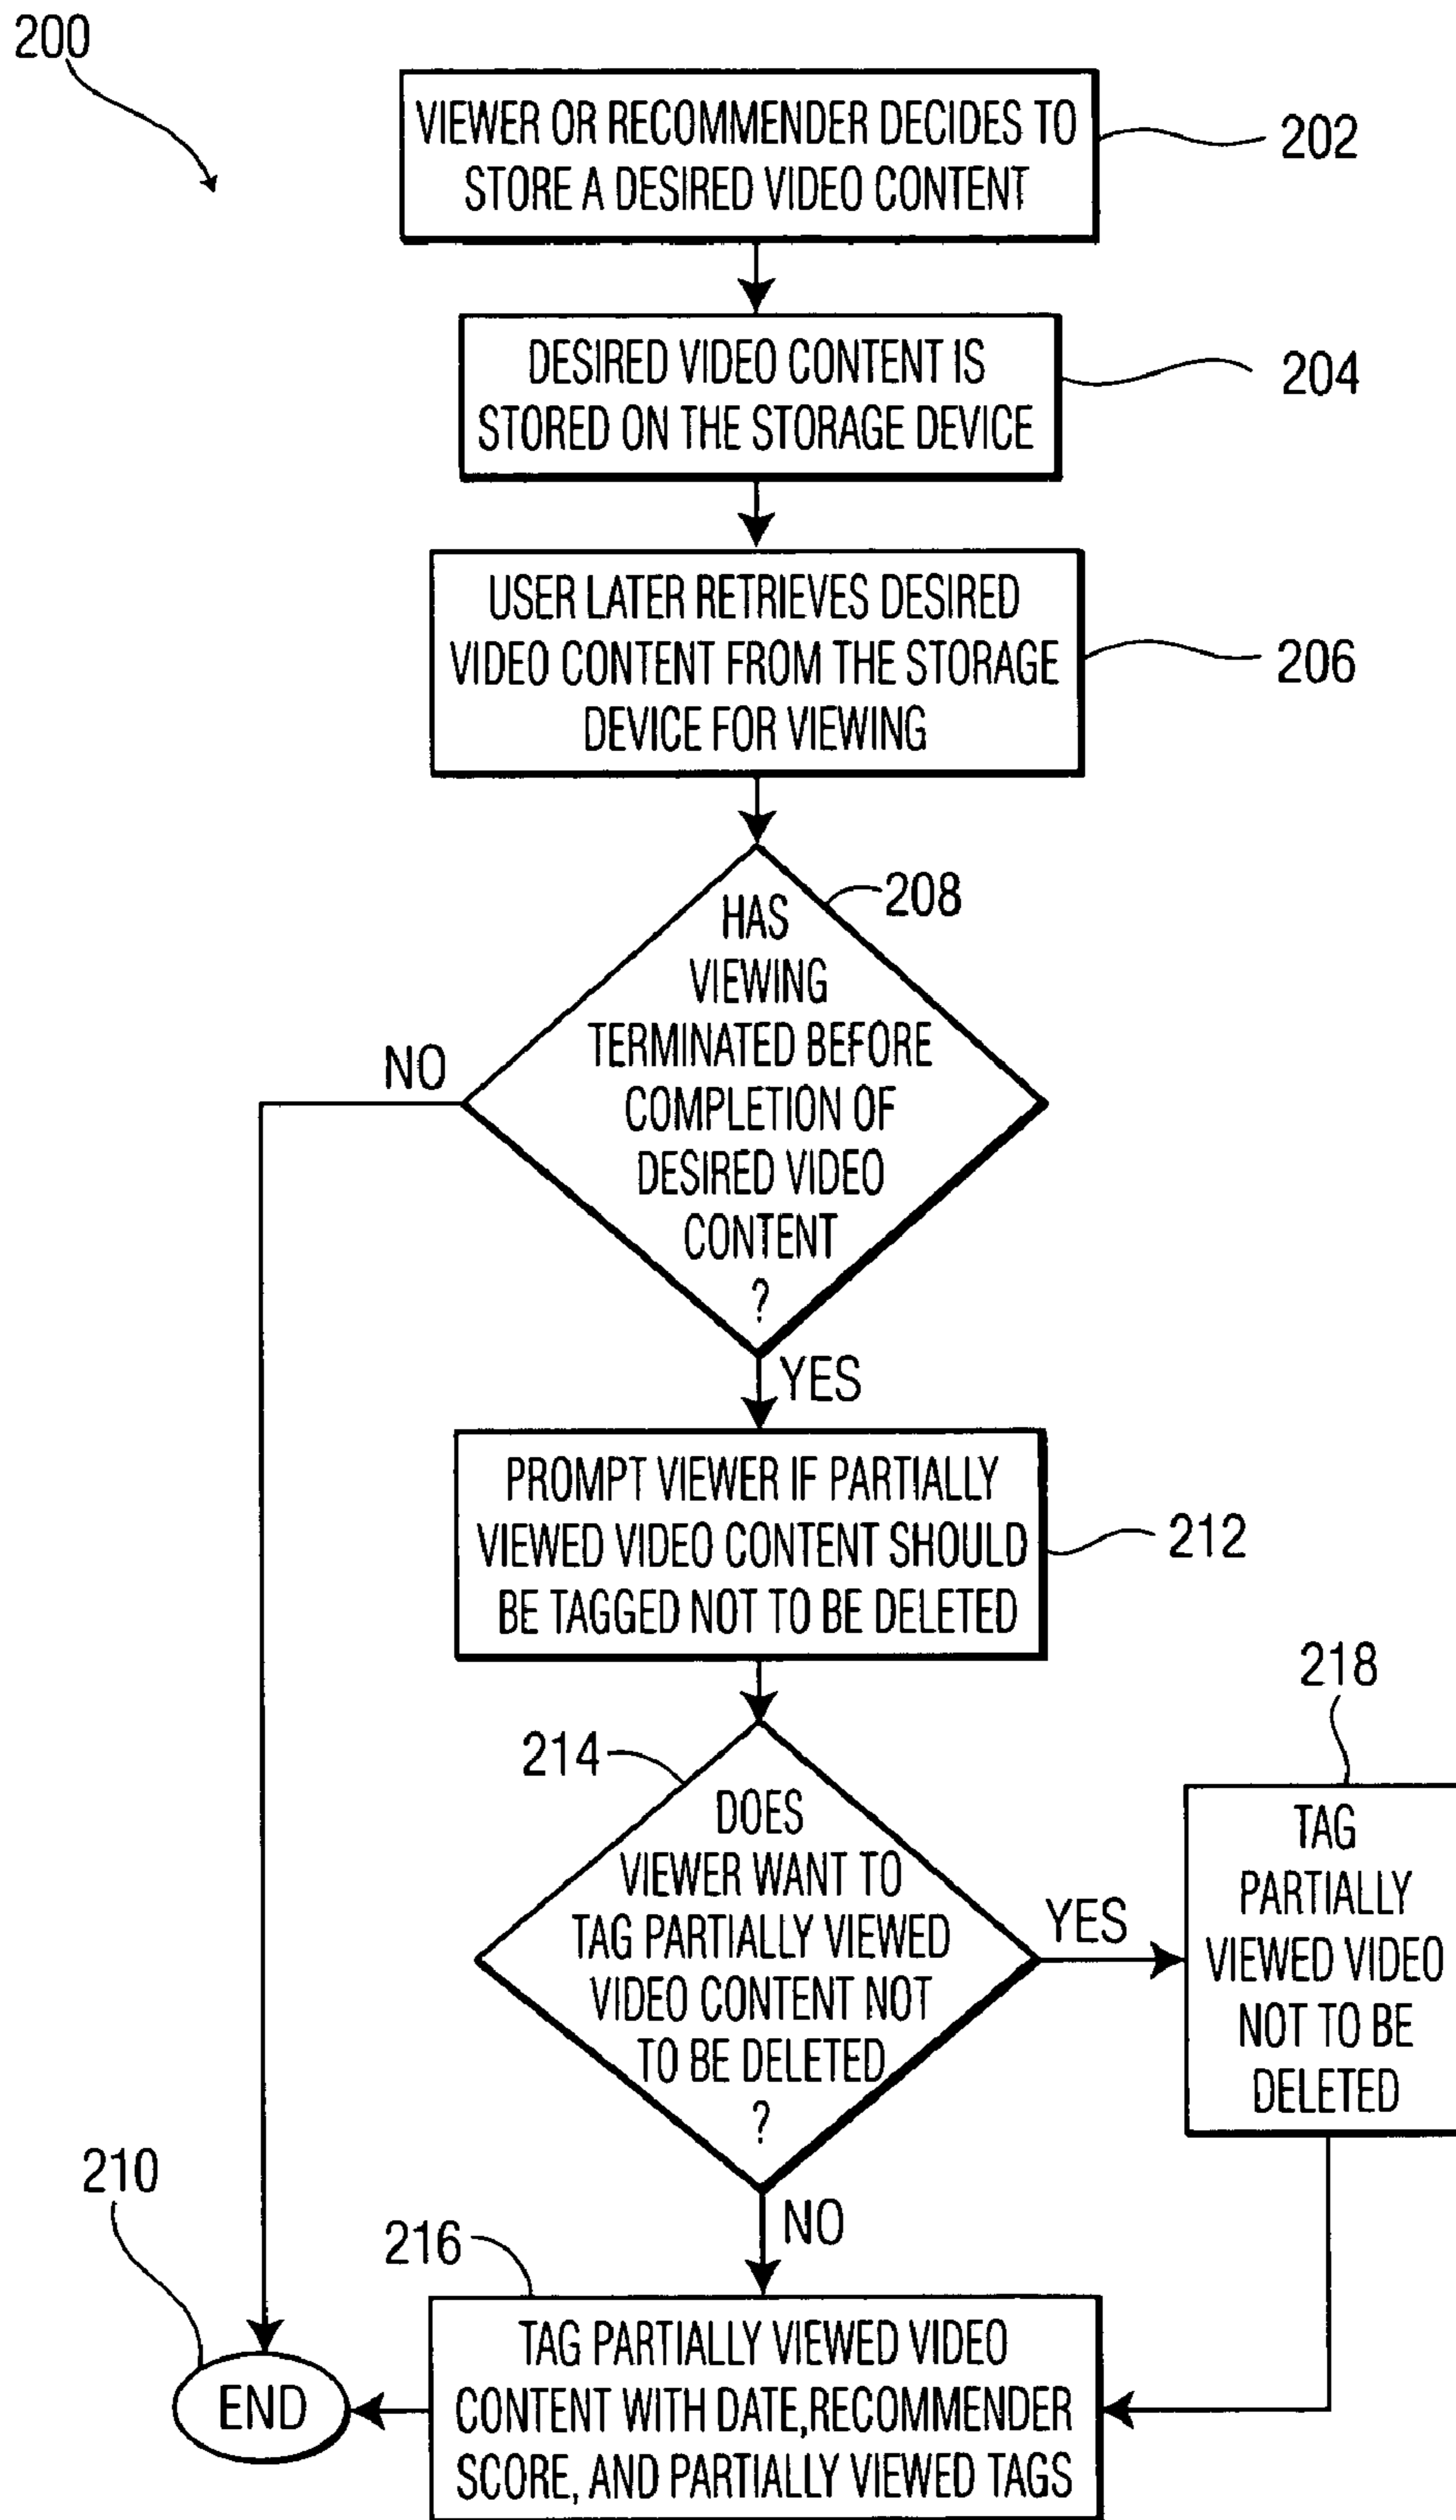 200
VIEWER OR RECOMMENDER DECIDES TO
STORE A DESIRED VIDEO CONTENT
202
DESIRED VIDEO CONTENT IS
STORED ON THE STORAGE DEVICE
204
USER LATER RETRIEVES DESIRED
VIDEO CONTENT FROM THE STORAGE
DEVICE FOR VIEWING
206
208
HAS
VIEWING
TERMINATED BEFORE
COMPLETION OF
DESIRED VIDEO
CONTENT
?
NO
YES
PROMPT VIEWER IF PARTIALLY
VIEWED VIDEO CONTENT SHOULD
BE TAGGED NOT TO BE DELETED
212
214
DOES
VIEWER WANT TO
TAG PARTIALLY VIEWED
VIDEO CONTENT NOT
TO BE DELETED
?
YES
218
TAG
PARTIALLY
VIEWED VIDEO
NOT TO BE
DELETED
NO
216
TAG PARTIALLY VIEWED VIDEO
CONTENT WITH DATE, RECOMMENDER
SCORE, AND PARTIALLY VIEWED TAGS
210
END